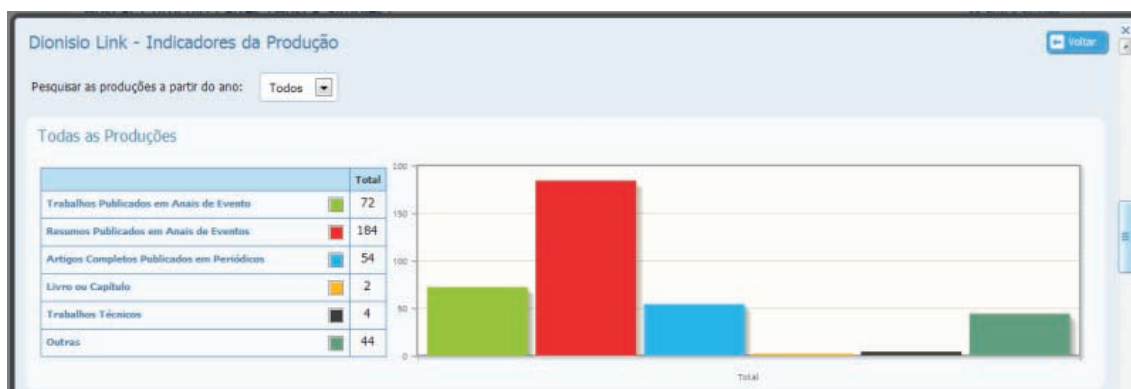 Dionisio Link - Indicadores da Produção
Voltar
Pesquisar as produções a partir do ano: Todos
Todas as Produções
Total
Trabalhos Publicados em Anais de Evento 72
Resumos Publicados em Anais de Eventos 184
Artigos Completos Publicados em Periódicos 54
Livro ou Capítulo 2
Trabalhos Técnicos 4
Outras 44
150
100
50
0
Total